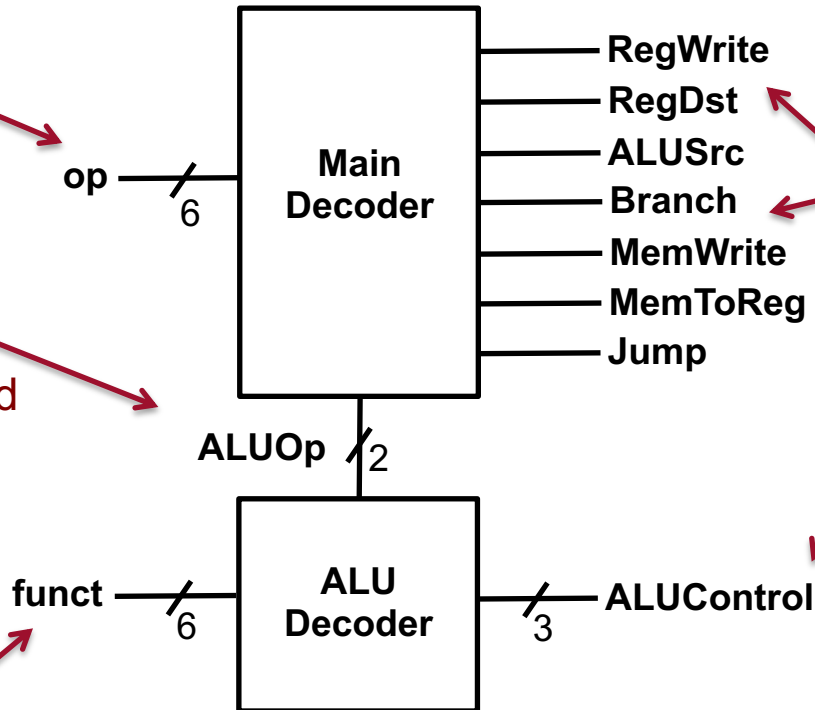 RegWrite
RegDst
ALUSrc
Branch
MemWrite
MemToReg
Jump
op
6
Main
Decoder
d
ALUOp
2
funct
6
ALU
Decoder
3
ALUControl